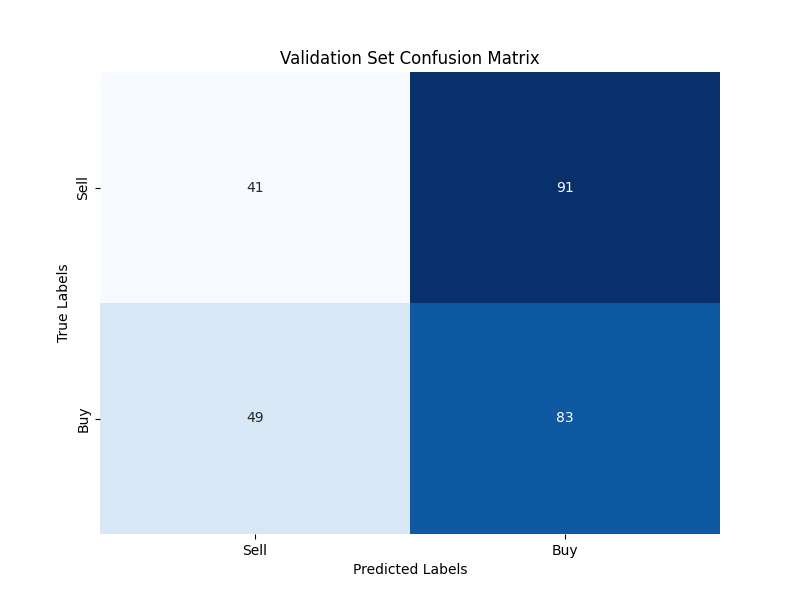 Validation Set Confusion Matrix
Sell
41
91
True Labels
Buy
49
83
Sell
Buy
Predicted Labels